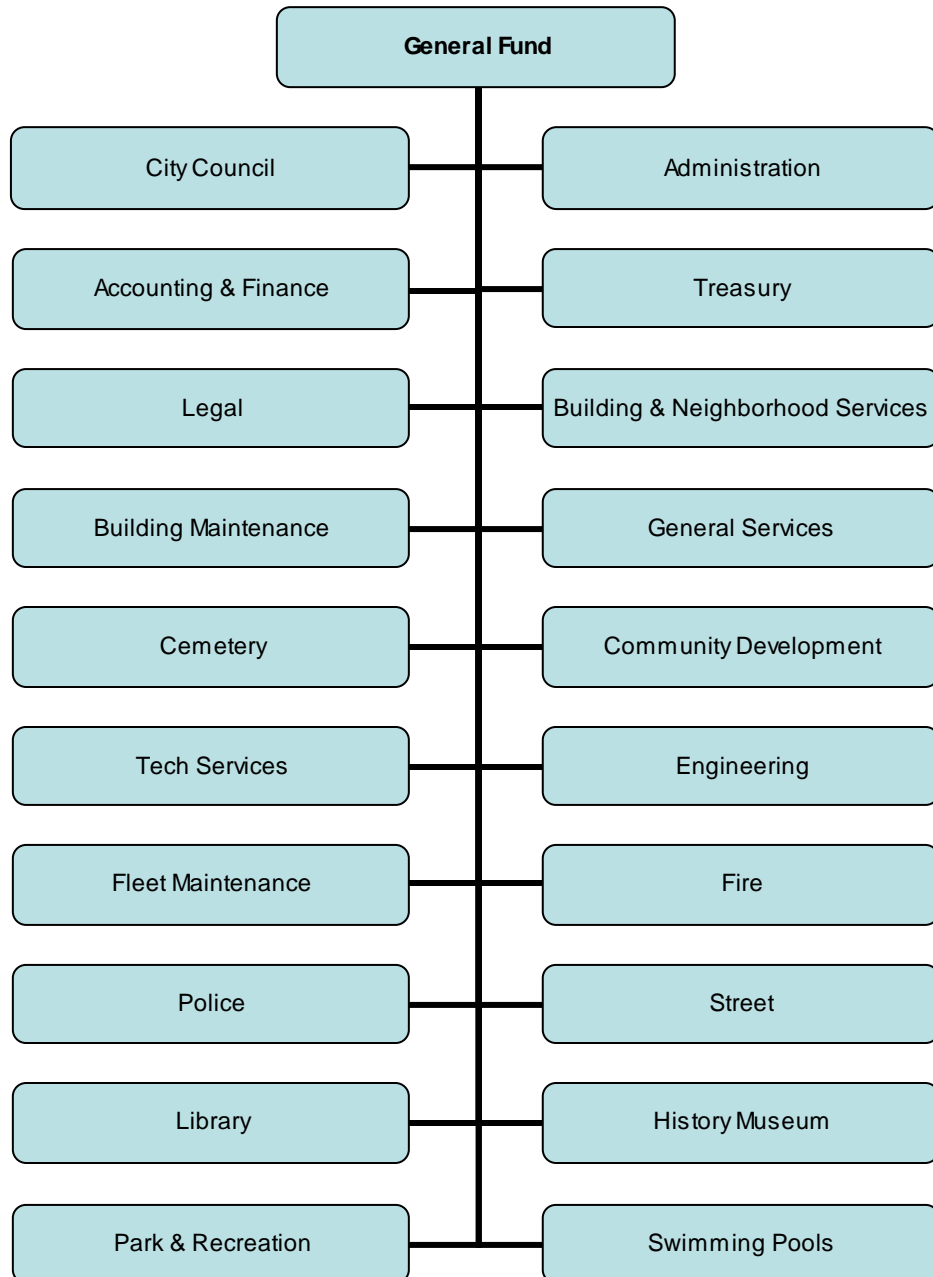 General Fund
City Council
Administration
Accounting & Finance
Treasury
Legal
Building & Neighborhood Services
Building Maintenance
General Services
Cemetery
Community Development
Tech Services
Engineering
Fleet Maintenance
Fire
Police
Street
Library
History Museum
Park & Recreation
Swimming Pools